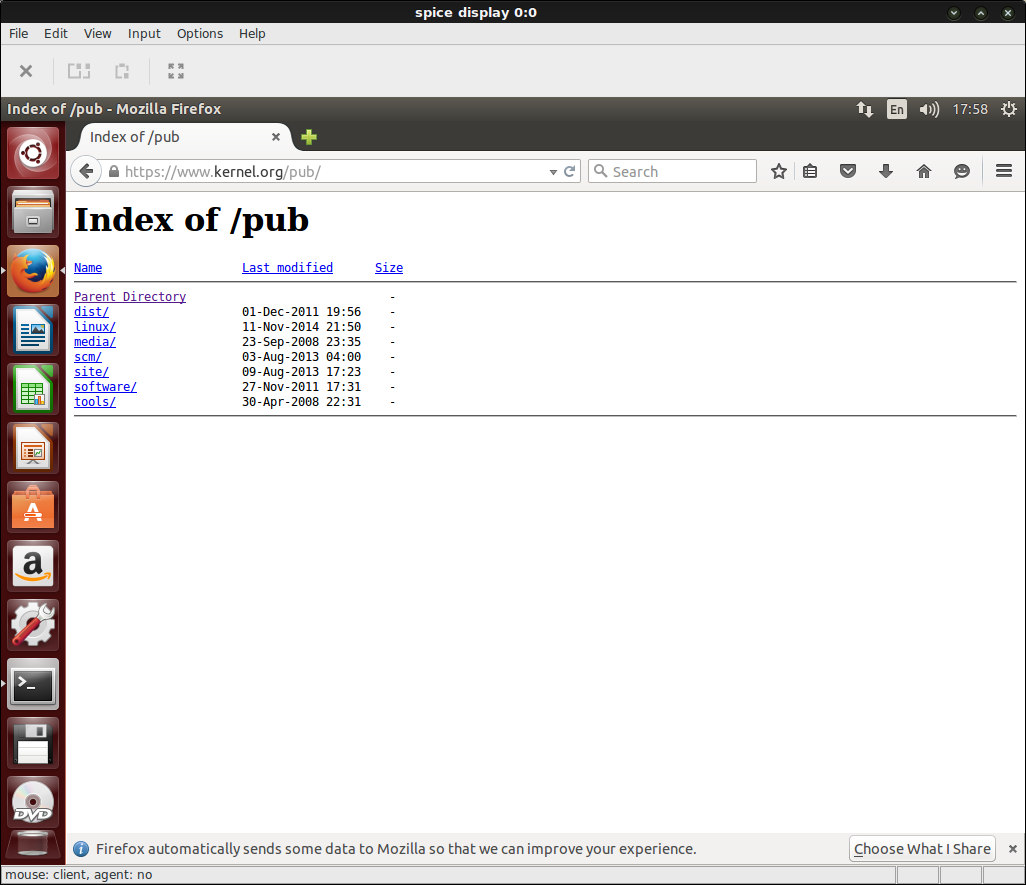 spice display 0:0
File Edit View Input Options Help
Index of /pub - Mozilla Firefox En 17:58
Index of /pub
https://www.kernel.org/pub/ Search
Index of /pub
Name Last modified Size
Parent Directory -
dist/ 01-Dec-2011 19:56 -
linux/ 11-Nov-2014 21:50 -
media/ 23-Sep-2008 23:35 -
scm/ 03-Aug-2013 04:00 -
site/ 09-Aug-2013 17:23 -
software/ 27-Nov-2011 17:31 -
tools/ 30-Apr-2008 22:31 -
A
a
>_
DVD
Firefox automatically sends some data to Mozilla so that we can improve your experience. Choose What I Share
mouse: client, agent: no